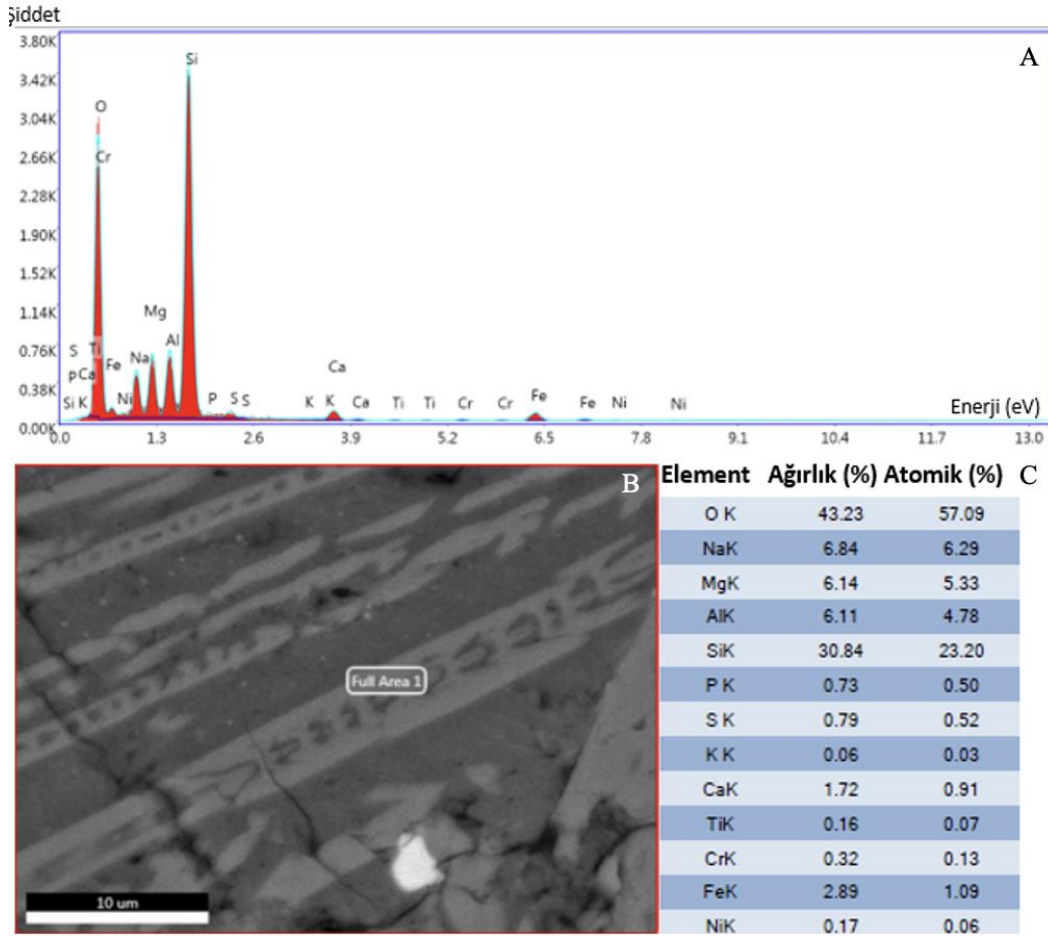 Şiddet
3.80K
A
Si
3.42K
O
3.04K
2.66K
Cr
2.28K
1.90K
1.52K
1.14K
Mg
0.76K
S
Ti
Al
P
Ca
Fe
Na
Ca
0.38K
Si
K
Ni
P
S
S
K
K
Ca
Ti
Ti
Cr
Cr
Fe
Fe
Ni
Ni
Enerji (eV)
0.00K
0.0 1.3 2.6 3.9 5.2 6.5 7.8 9.1 10.4 11.7 13.0
B
Full Area 1
10 um
Element Ağırlık (%) Atomik (%) C
O K 43.23 57.09
NaK 6.84 6.29
MgK 6.14 5.33
AlK 6.11 4.78
SiK 30.84 23.20
P K 0.73 0.50
S K 0.79 0.52
K K 0.06 0.03
CaK 1.72 0.91
TiK 0.16 0.07
CrK 0.32 0.13
FeK 2.89 1.09
NiK 0.17 0.06